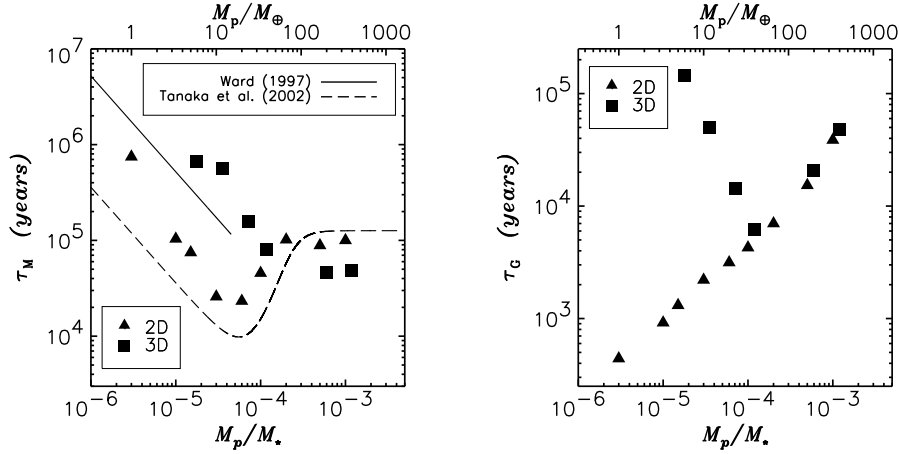 M_p/M_⊕
1 10 100 1000
10^7
10^6
10^5
10^4
τ_M (years)
Ward (1997)
Tanaka et al. (2002)
2D
3D
10^-6 10^-5 10^-4 10^-3
M_p/M_*
M_p/M_⊕
1 10 100 1000
10^5
10^4
10^3
τ_G (years)
2D
3D
10^-6 10^-5 10^-4 10^-3
M_p/M_*